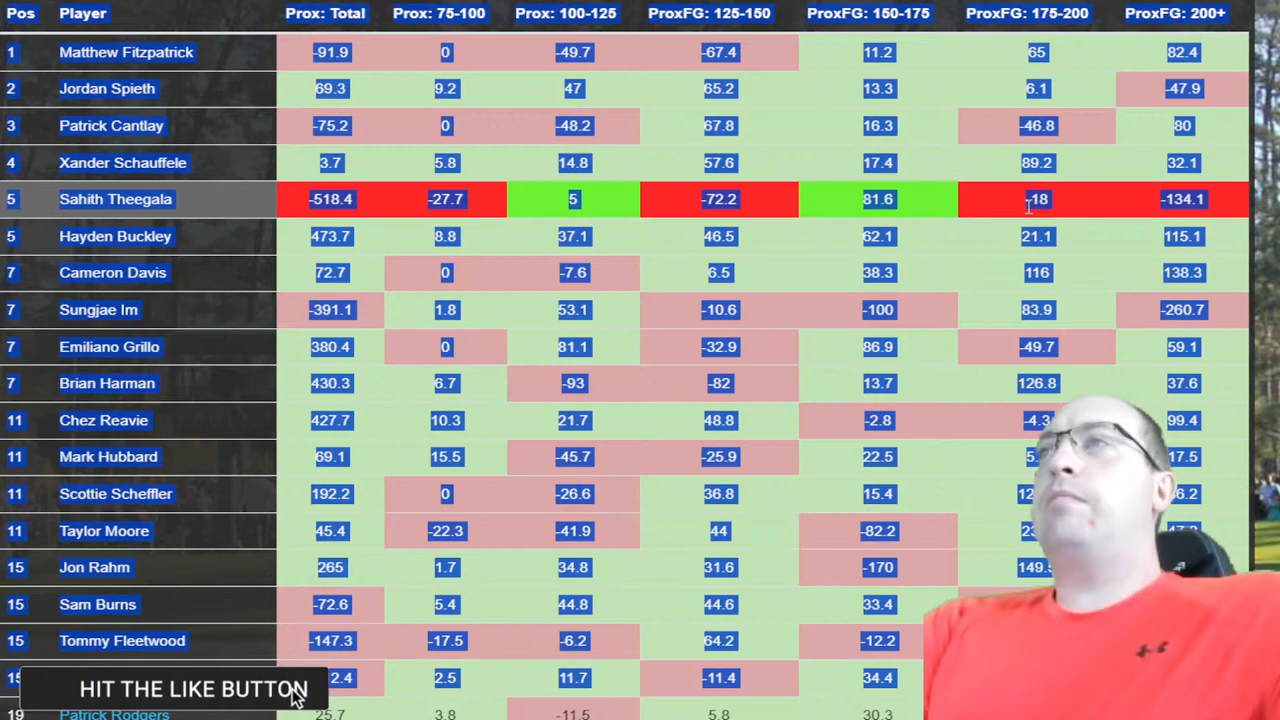 Pos Player Prox: Total Prox: 75-100 Prox: 100-125 ProxFG: 125-150 ProxFG: 150-175 ProxFG: 175-200 ProxFG: 200+
1 Matthew Fitzpatrick -91.9 0 -49.7 -67.4 11.2 65 82.4
2 Jordan Spieth 69.3 9.2 47 65.2 13.3 6.1 -47.9
3 Patrick Cantlay -75.2 0 -48.2 67.8 16.3 -46.8 80
4 Xander Schauffele 3.7 5.8 14.8 57.6 17.4 89.2 32.1
5 Sahith Theegala -518.4 -27.7 5 -72.2 81.6 -18 -134.1
5 Hayden Buckley 473.7 8.8 37.1 46.5 62.1 21.1 115.1
7 Cameron Davis 72.7 0 -7.6 6.5 38.3 116 138.3
7 Sungjae Im -391.1 1.8 53.1 -10.6 -100 83.9 -260.7
7 Emiliano Grillo 380.4 0 81.1 -32.9 86.9 -49.7 59.1
7 Brian Harman 430.3 6.7 -93 -82 13.7 126.8 37.6
11 Chez Reavie 427.7 10.3 21.7 48.8 -2.8 -4.3 99.4
11 Mark Hubbard 69.1 15.5 -45.7 -25.9 22.5 17.5
11 Scottie Scheffler 192.2 0 -26.6 36.8 15.4
11 Taylor Moore 45.4 -22.3 -41.9 44 -82.2
15 Jon Rahm 265 1.7 34.8 31.6 -170
15 Sam Burns -72.6 5.4 44.8 44.6 33.4
15 Tommy Fleetwood -147.3 -17.5 -6.2 64.2 -12.2
2.5 11.7 -11.4 34.4
HIT THE LIKE BUTTON
19 Patrick Rodgers 25.7 3.8 -11.5 5.8 30.3